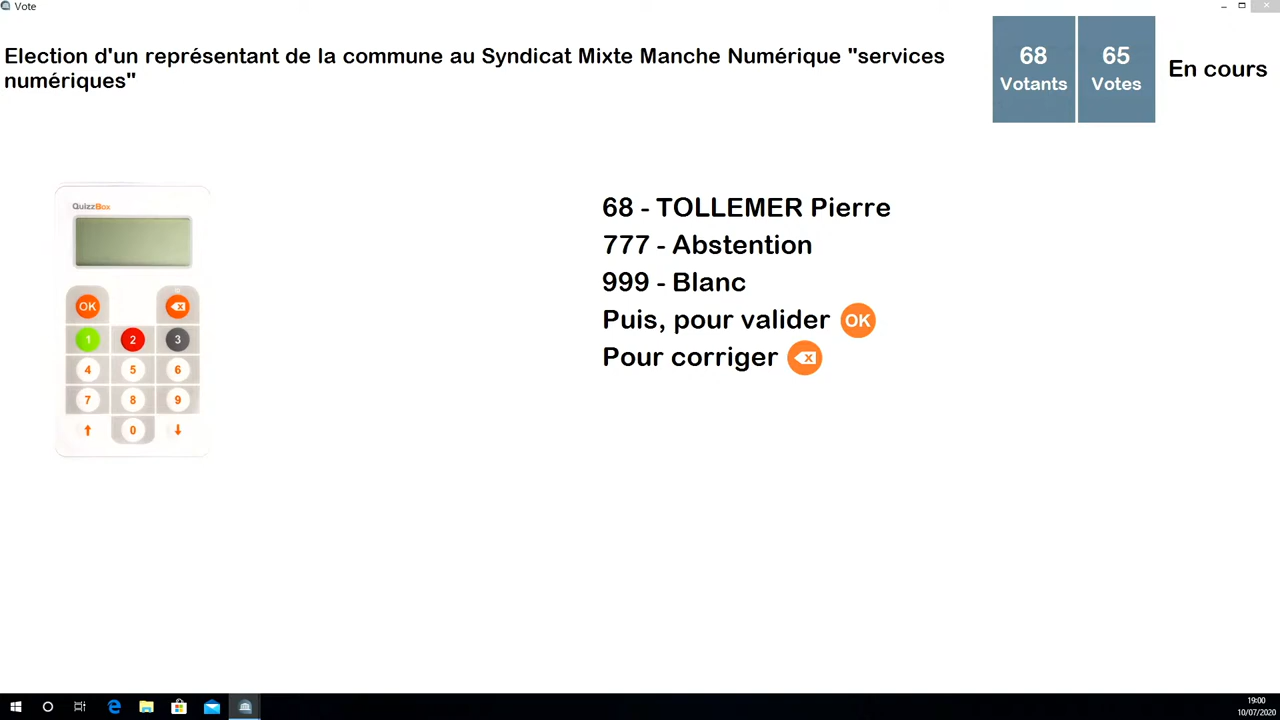 Vote
Election d'un représentant de la commune au Syndicat Mixte Manche Numérique "services
numériques"
68
Votants
65
Votes
En cours
QuizzBox
OK
1 2 3
4 5 6
7 8 9
0
68 - TOLLEMER Pierre
777 - Abstention
999 - Blanc
Puis, pour valider OK
Pour corriger
19:00
10/07/2020